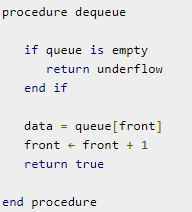 procedure dequeue
if queue is empty
return underflow
end if
data = queue[front]
front ← front + 1
return true
end procedure